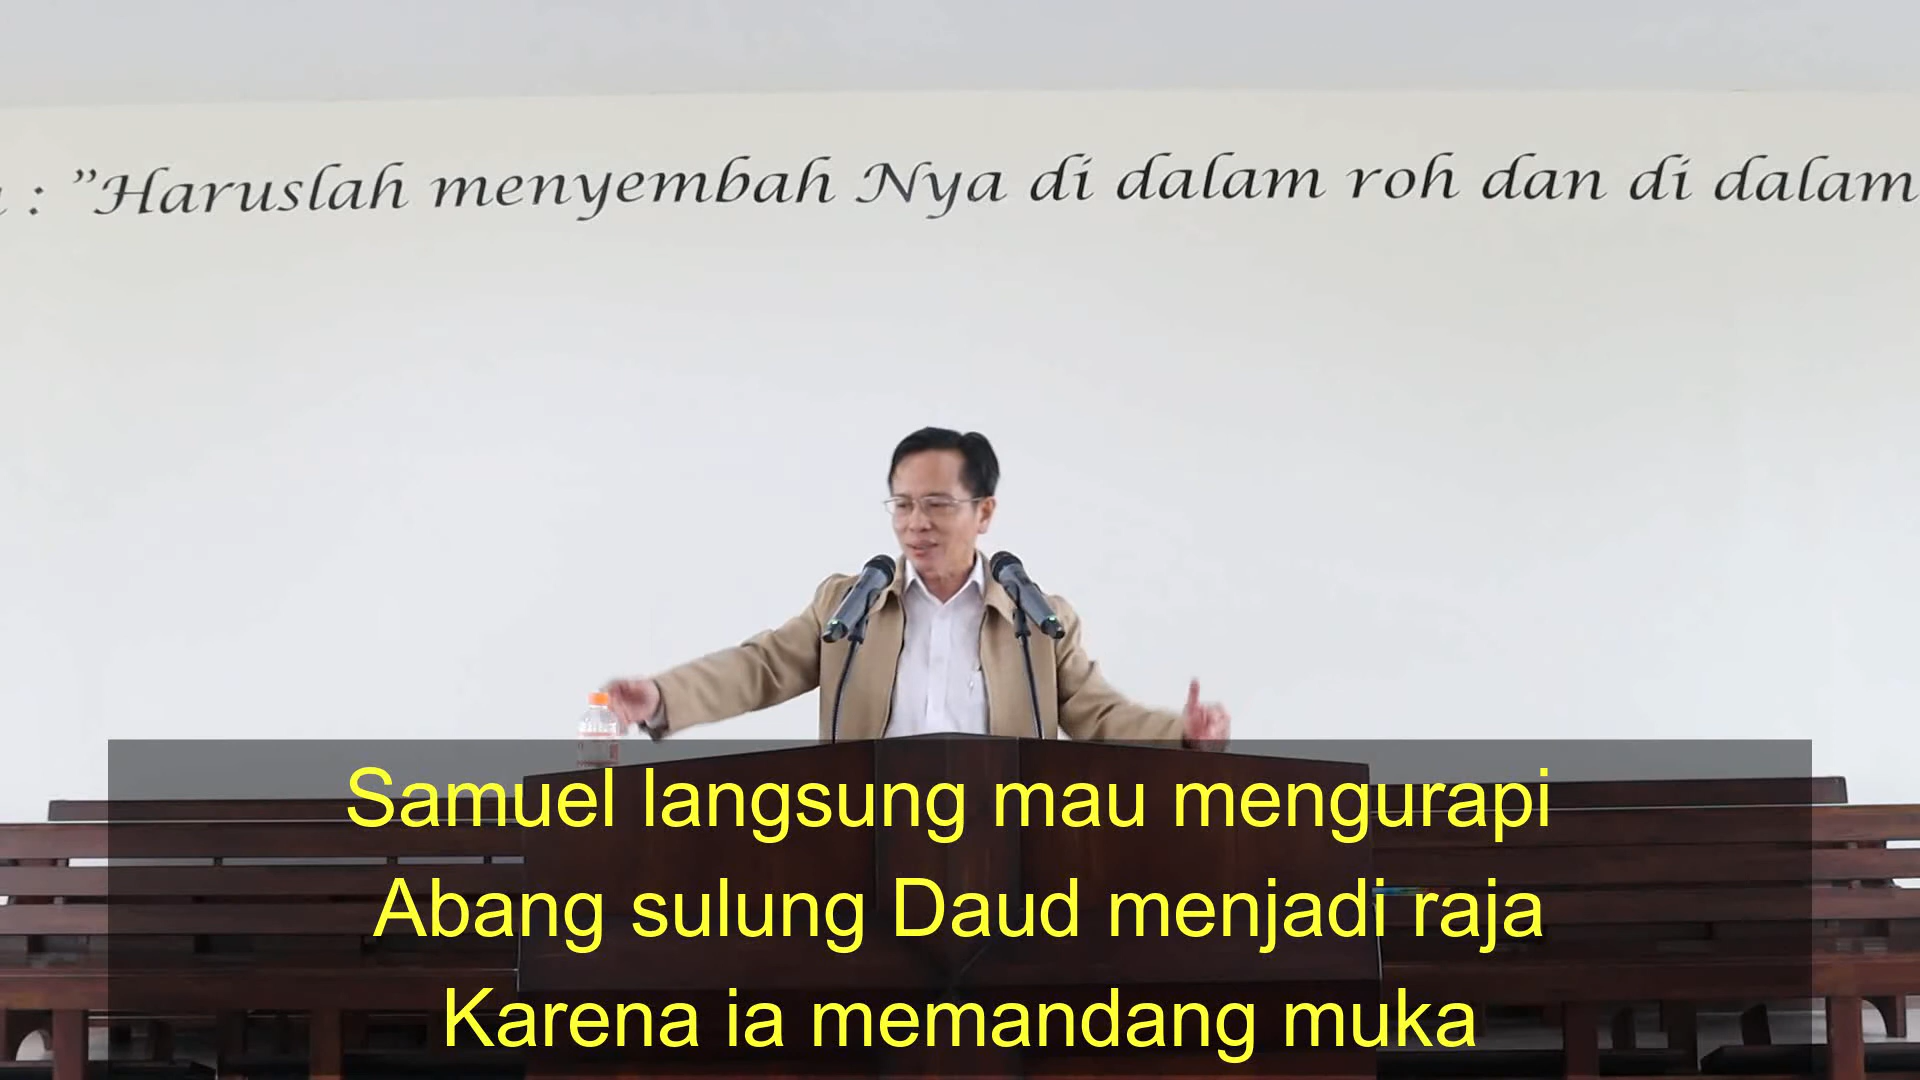 : "Haruslah menyembah Nya di dalam roh dan di dalam
Samuel langsung mau mengurapi
Abang sulung Daud menjadi raja
Karena ia memandang muka